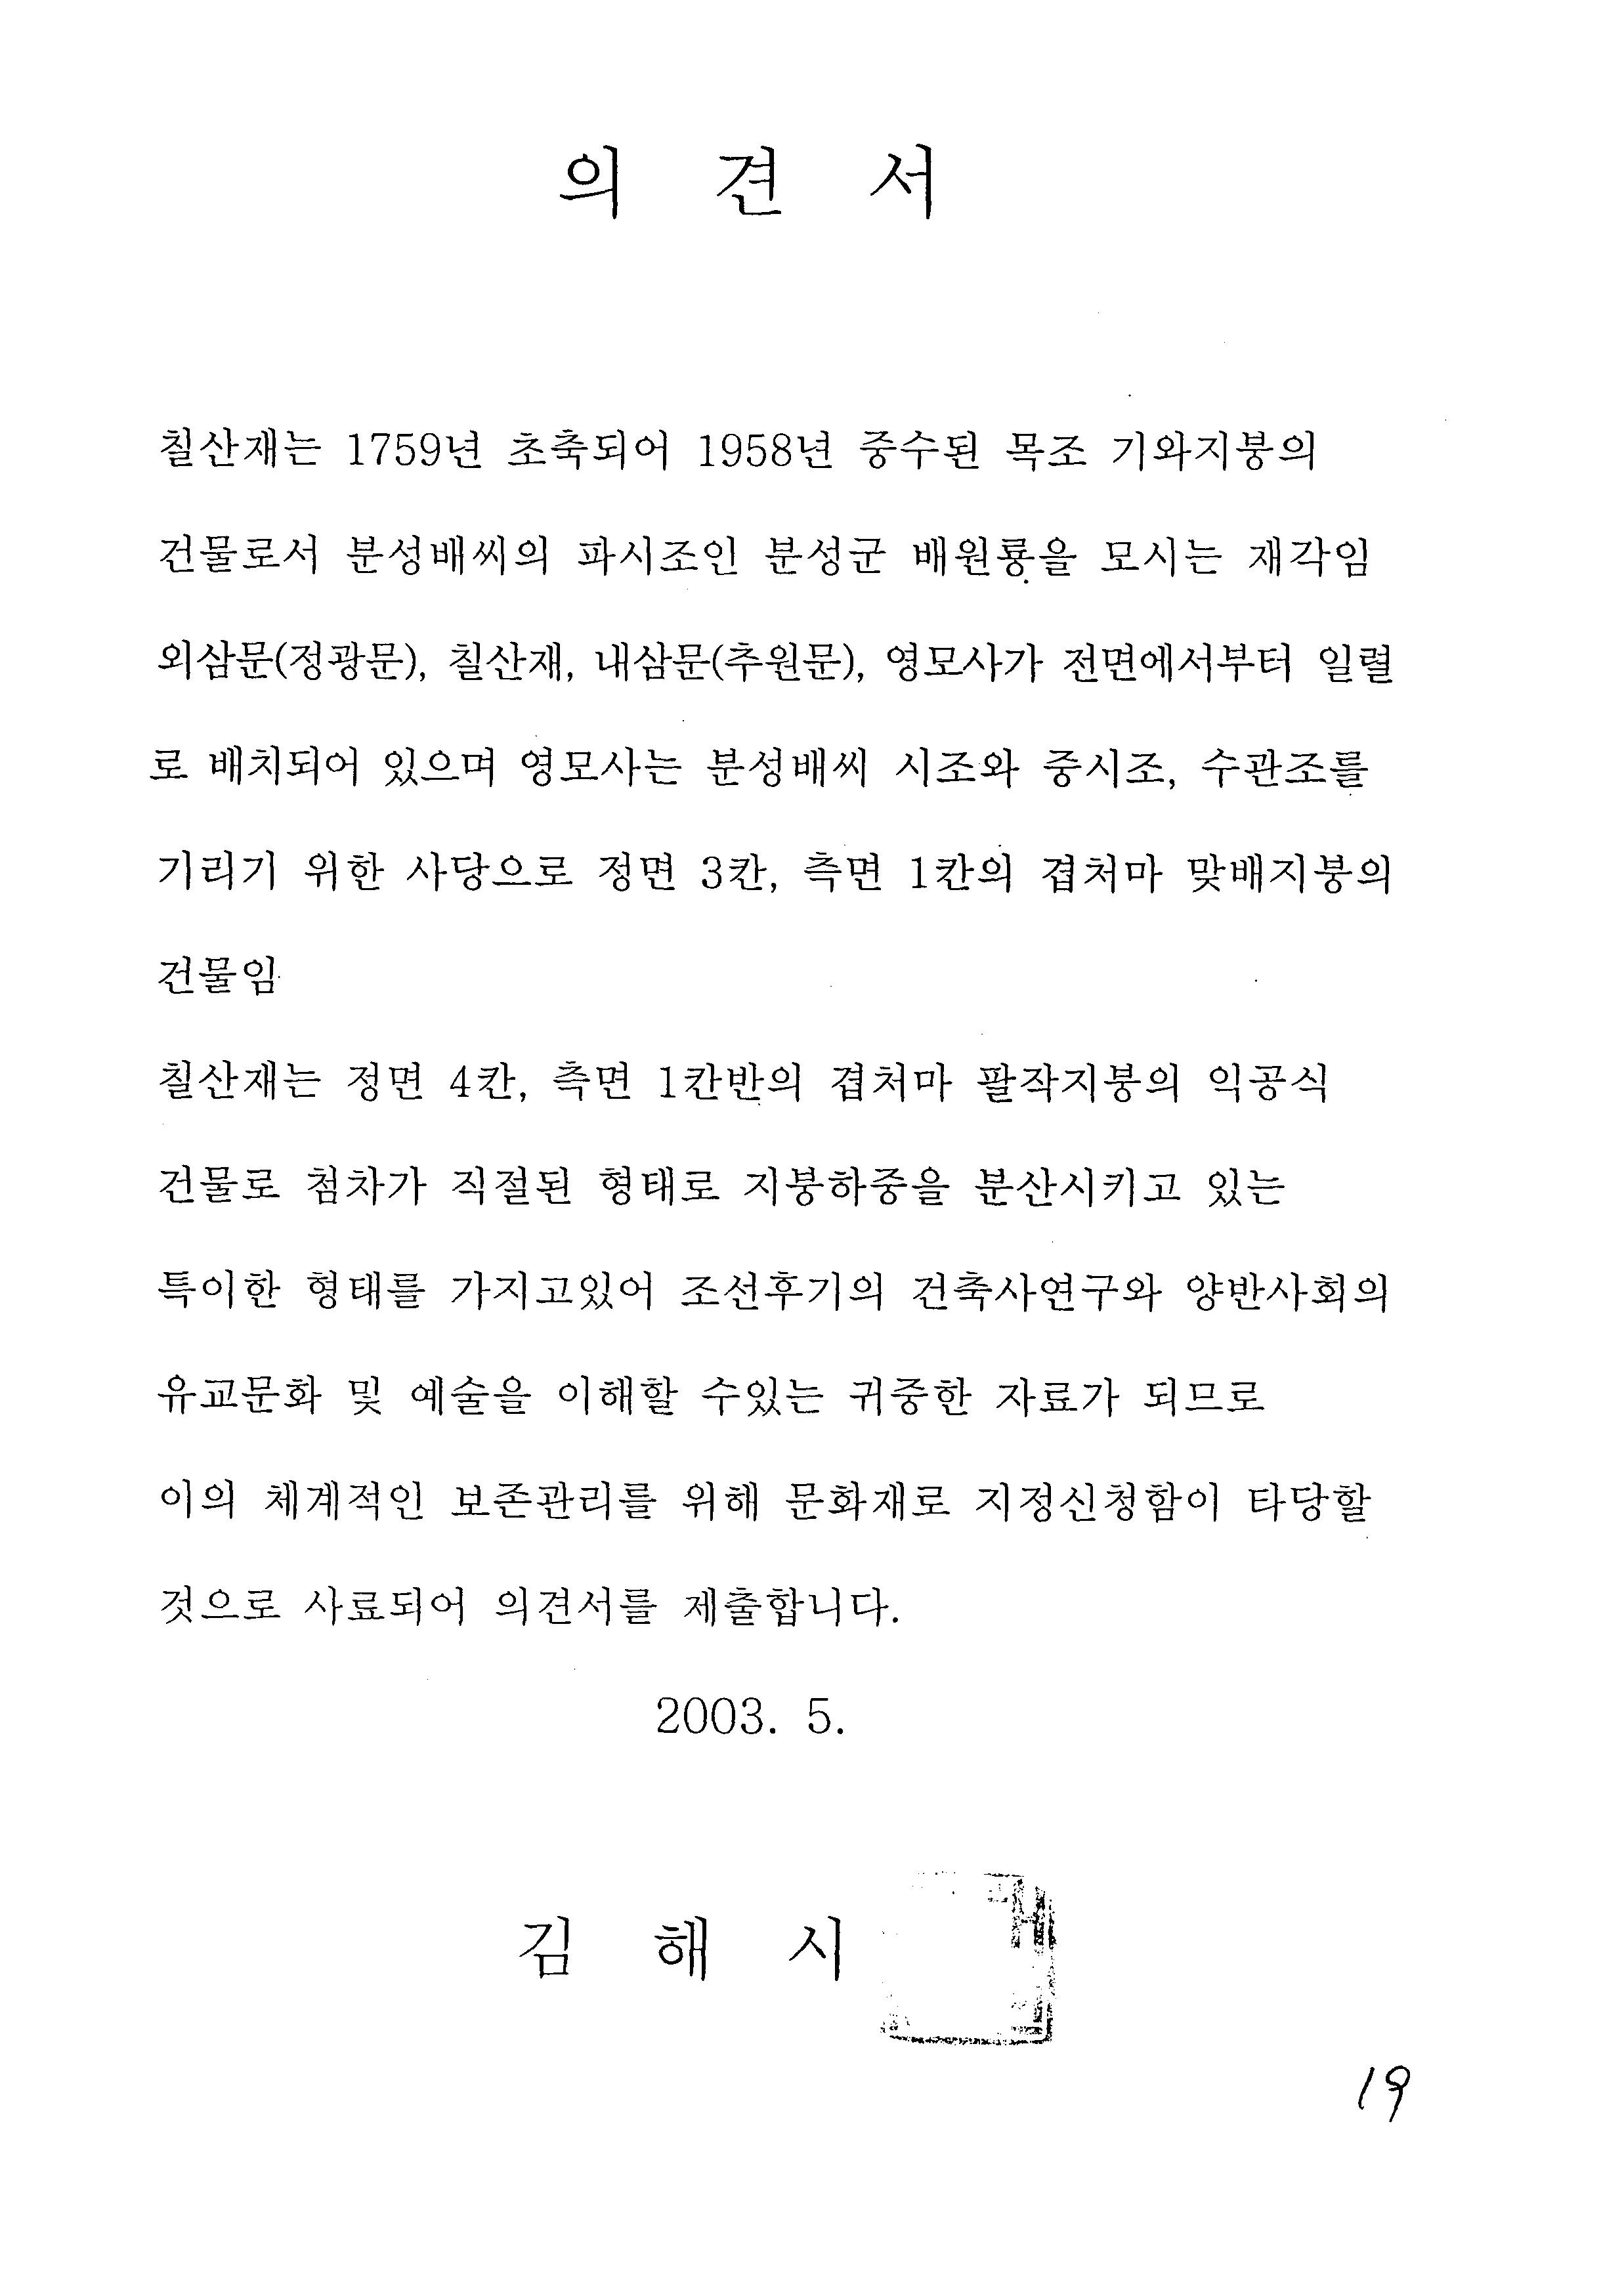 의 견 서
칠산재는 1759년 초축되어 1958년 중수된 목조 기와지붕의
건물로서 분성배씨의 파시조인 분성군 배원룡을 모시는 재각임
외삼문(정광문), 칠산재, 내삼문(추원문), 영모사가 전면에서부터 일렬
로 배치되어 있으며 영모사는 분성배씨 시조와 중시조, 수관조를
기리기 위한 사당으로 정면 3칸, 측면 1칸의 겹처마 맞배지붕의
건물임
칠산재는 정면 4칸, 측면 1칸반의 겹처마 팔작지붕의 익공식
건물로 첨차가 직절된 형태로 지붕하중을 분산시키고 있는
특이한 형태를 가지고있어 조선후기의 건축사연구와 양반사회의
유교문화 및 예술을 이해할 수있는 귀중한 자료가 되므로
이의 체계적인 보존관리를 위해 문화재로 지정신청함이 타당할
것으로 사료되어 의견서를 제출합니다.
2003. 5.
김 해 시
19